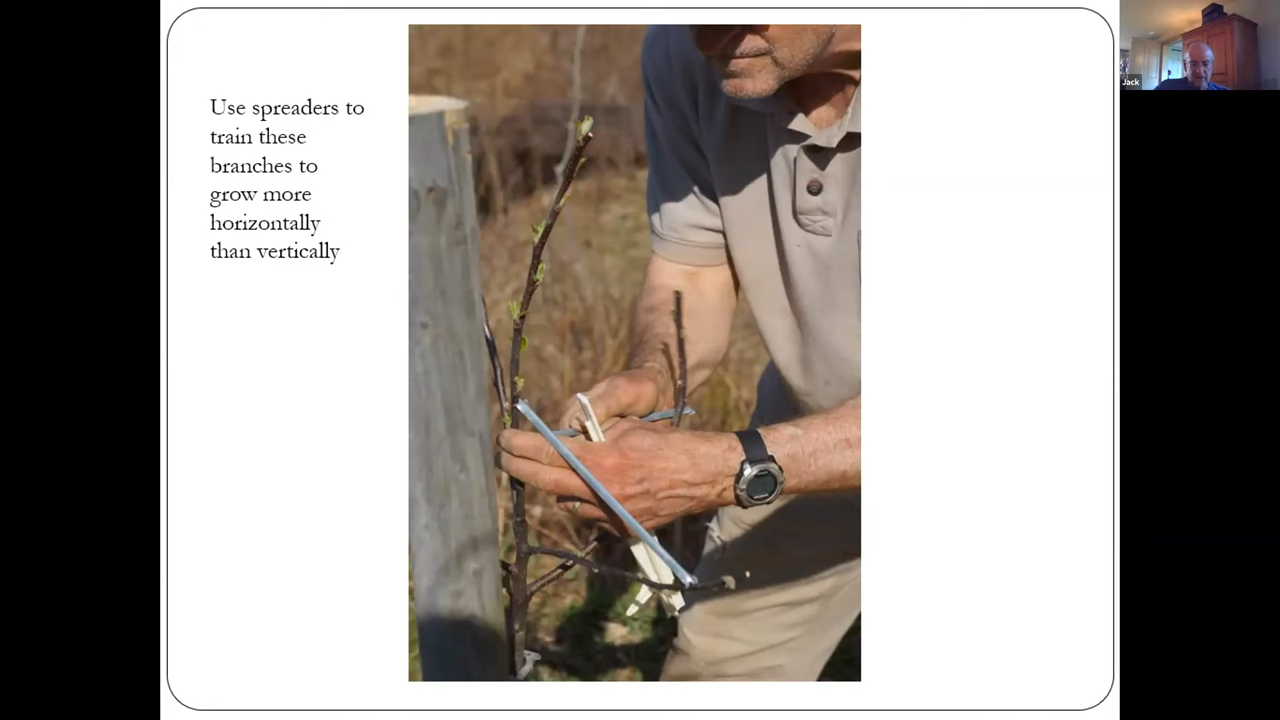 Use spreaders to
train these
branches to
grow more
horizontally
than vertically
Jack